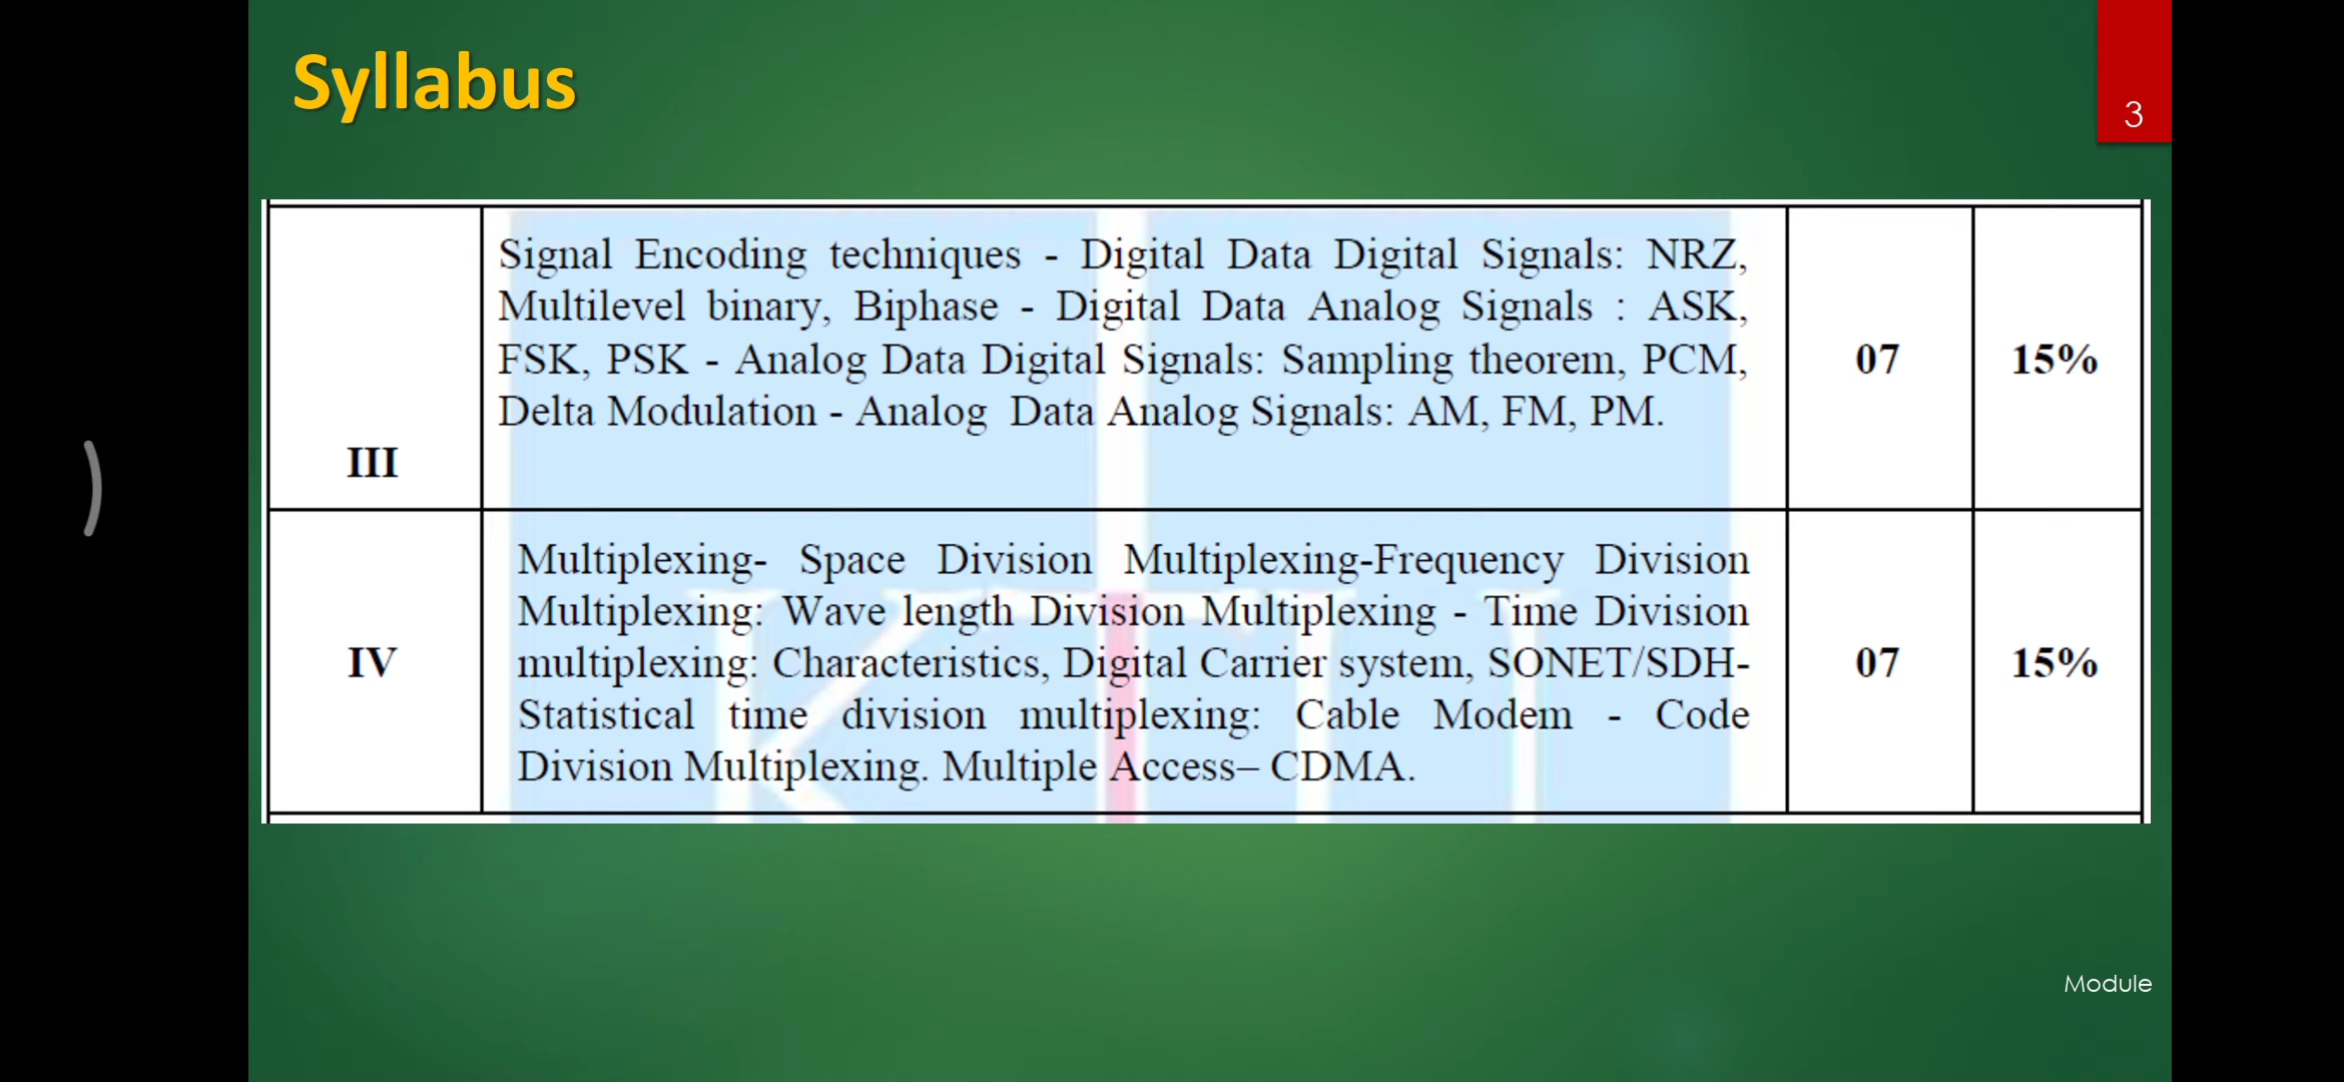 Syllabus
3
Signal Encoding techniques - Digital Data Digital Signals: NRZ,
Multilevel binary, Biphase - Digital Data Analog Signals : ASK,
FSK, PSK - Analog Data Digital Signals: Sampling theorem, PCM,
Delta Modulation - Analog Data Analog Signals: AM, FM, PM.
III
07
15%
Multiplexing- Space Division Multiplexing-Frequency Division
Multiplexing: Wave length Division Multiplexing - Time Division
multiplexing: Characteristics, Digital Carrier system, SONET/SDH-
Statistical time division multiplexing: Cable Modem - Code
Division Multiplexing. Multiple Access– CDMA.
IV
07
15%
KTU
Module